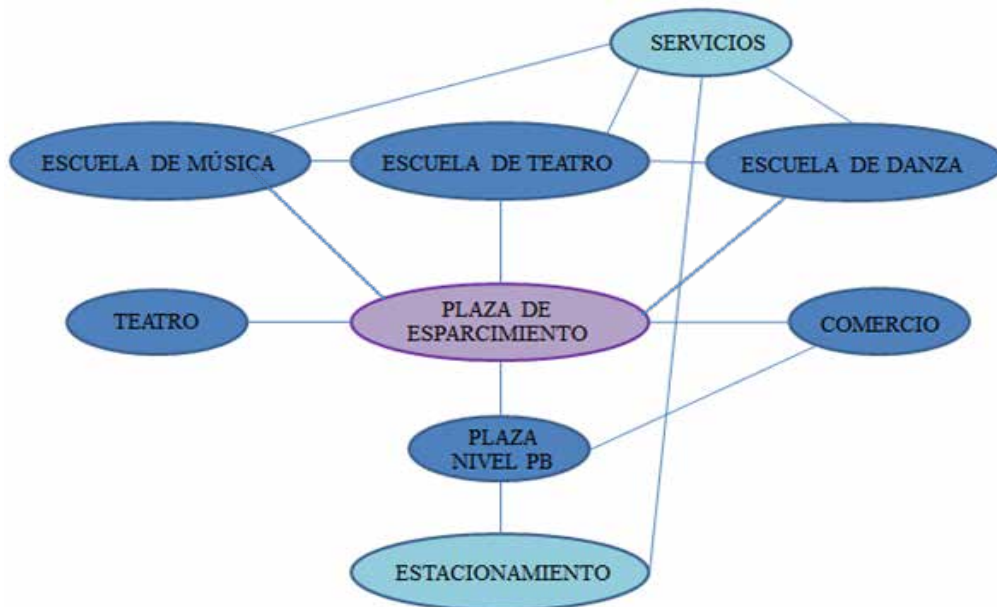 SERVICIOS
ESCUELA DE MÚSICA
ESCUELA DE TEATRO
ESCUELA DE DANZA
TEATRO
PLAZA DE
ESPARCIMIENTO
COMERCIO
PLAZA
NIVEL PB
ESTACIONAMIENTO